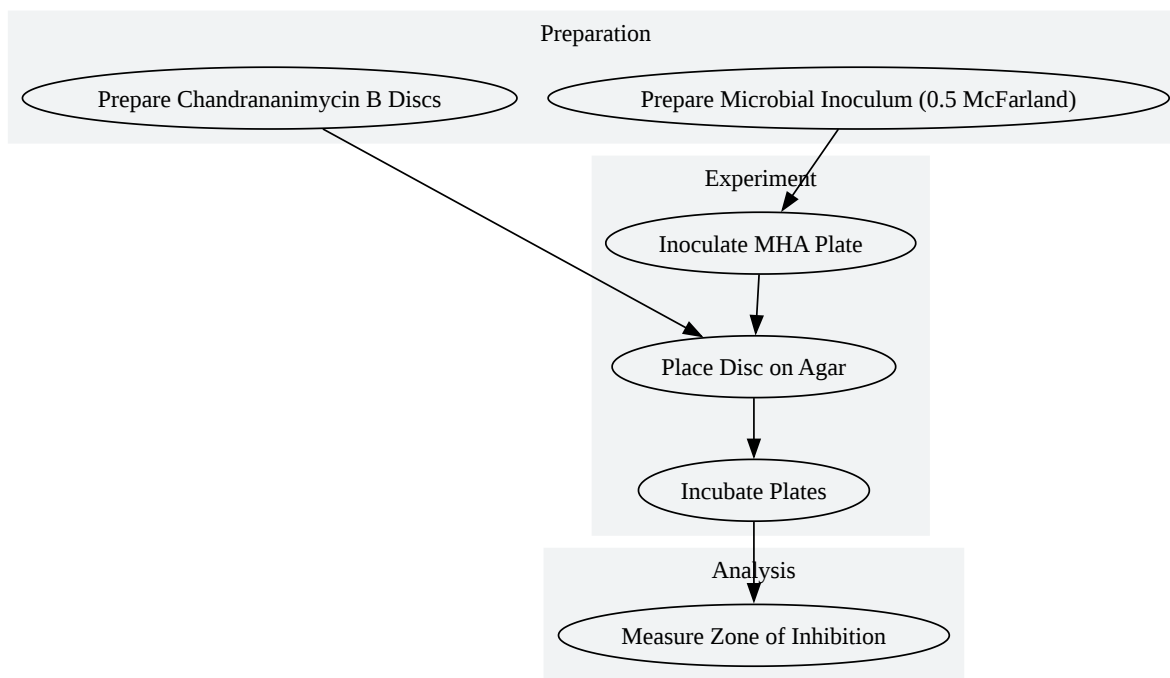 Preparation
Prepare Chandrananimycin B Discs
Prepare Microbial Inoculum (0.5 McFarland)
Experiment
Inoculate MHA Plate
Place Disc on Agar
Incubate Plates
Analysis
Measure Zone of Inhibition